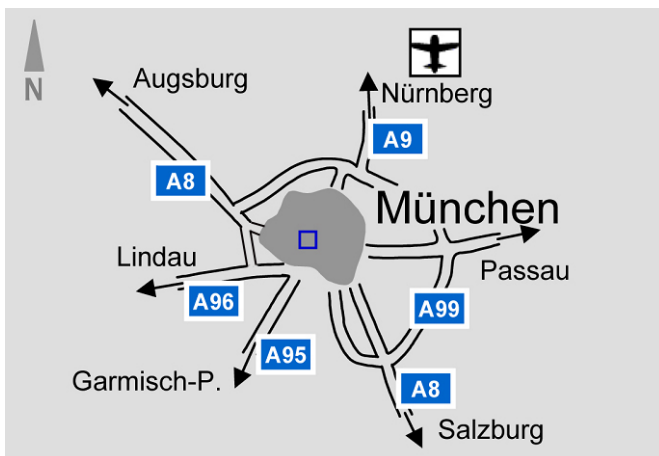 Augsburg
N
Nürnberg
A9
A8
München
Lindau
Passau
A96
A99
A95
Garmisch-P.
A8
Salzburg